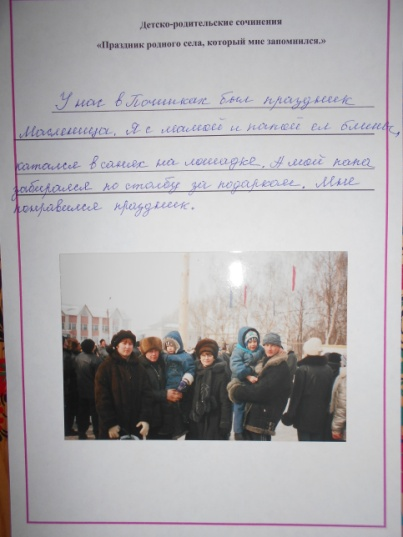 Детско-родительские сочинения
«Праздник родного села, который мне запомнился.»
У нас в Починках был праздник
Масленица. Я с мамой и папой ел блины,
катался в санях на лошадке. А мой папа
забирался по столбу за подарком. Мне
понравился праздник.